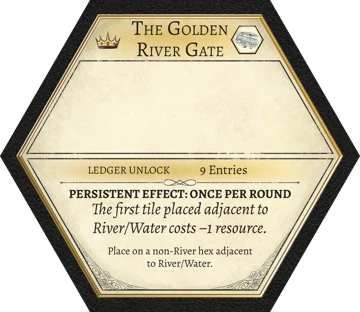 The Golden
River Gate
LEDGER UNLOCK 9 Entries
PERSISTENT EFFECT: ONCE PER ROUND
The first tile placed adjacent to
River/Water costs –1 resource.
Place on a non-River hex adjacent
to River/Water.